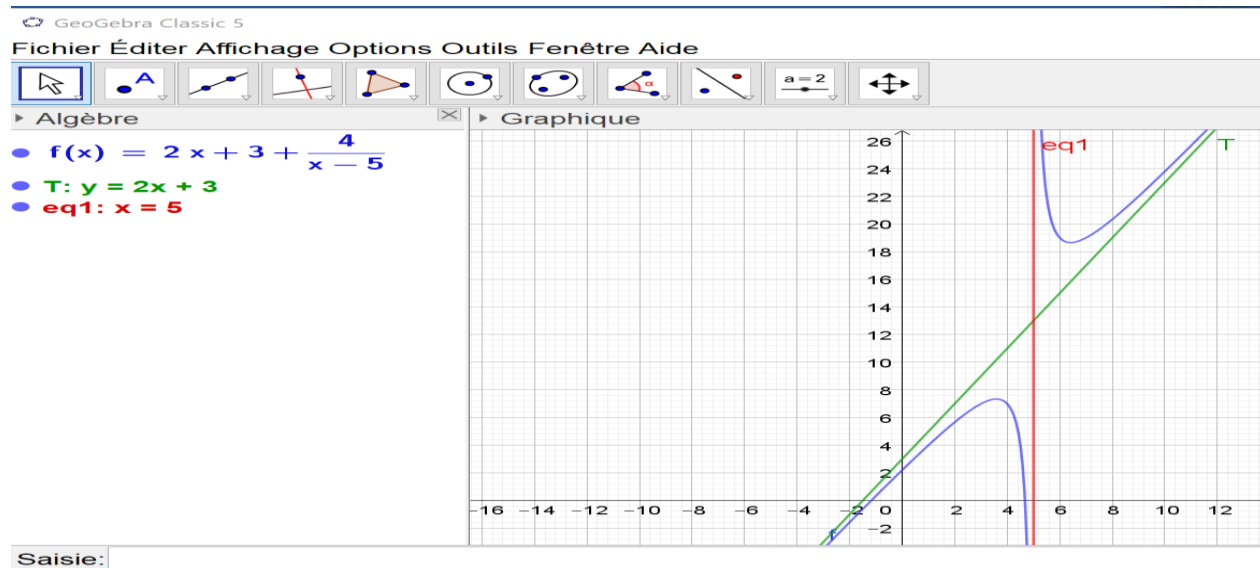 GeoGebra Classic 5
Fichier Éditer Affichage Options Outils Fenêtre Aide
A
α
a = 2
Algèbre
Graphique
f(x) = 2 x + 3 + 4/(x − 5)
T: y = 2x + 3
eq1: x = 5
eq1
T
26
24
22
20
18
16
14
12
10
8
6
4
2
−16 −14 −12 −10 −8 −6 −4 −2 0 2 4 6 8 10 12
−2
f
Saisie: